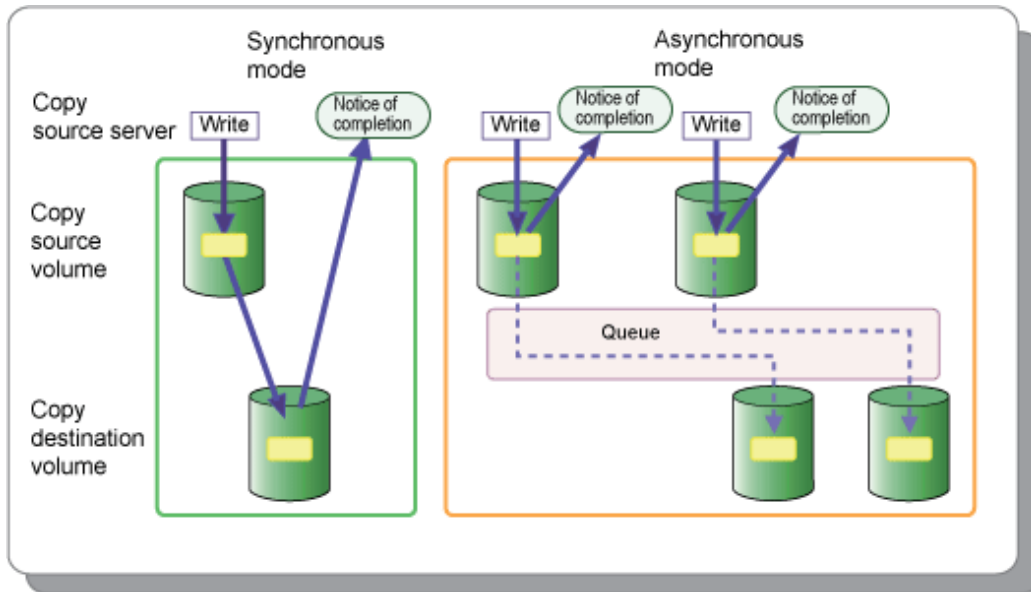 Synchronous
mode
Asynchronous
mode
Copy
source server
Write
Notice of
completion
Write
Notice of
completion
Write
Notice of
completion
Copy
source
volume
Queue
Copy
destination
volume